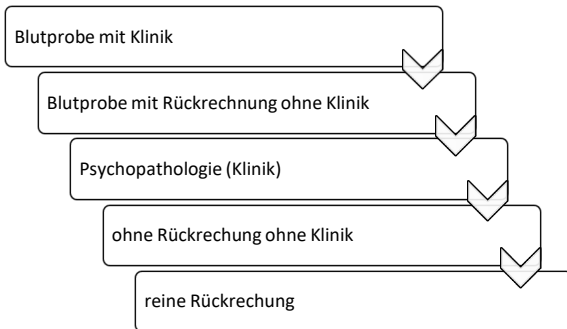 Blutprobe mit Klinik
Blutprobe mit Rückrechnung ohne Klinik
Psychopathologie (Klinik)
ohne Rückrechung ohne Klinik
reine Rückrechung